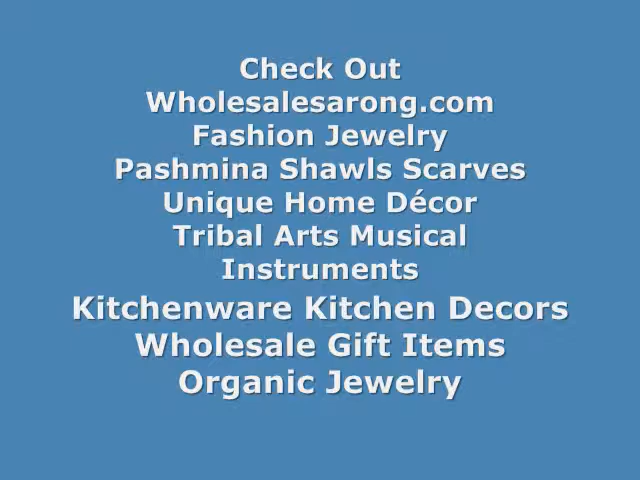 Check Out
Wholesalesarong.com
Fashion Jewelry
Pashmina Shawls Scarves
Unique Home Décor
Tribal Arts Musical
Instruments
Kitchenware Kitchen Decors
Wholesale Gift Items
Organic Jewelry